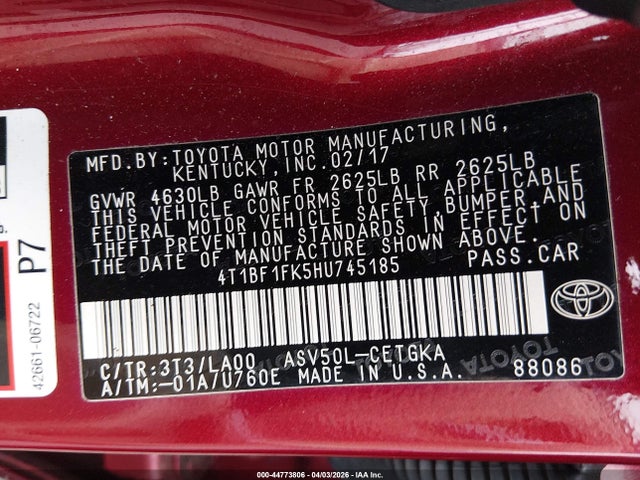 MFD.BY:TOYOTA MOTOR MANUFACTURING,
KENTUCKY,INC.02/17
GVWR 4630LB GAWR FR 2625LB RR 2625LB
THIS VEHICLE CONFORMS TO ALL APPLICABLE
FEDERAL MOTOR VEHICLE SAFETY,BUMPER,AND
THEFT PREVENTION STANDARDS IN EFFECT ON
THE DATE OF MANUFACTURE SHOWN ABOVE.
4T1BF1FK5HU745185 PASS.CAR
C/TR:3T3/LA00 ASV50L-CETGKA
A/TM:-01A/U760E MADE IN U.S.A. 88086
P7
42661-06722
000-44773806 - 04/03/2026 - IAA Inc.